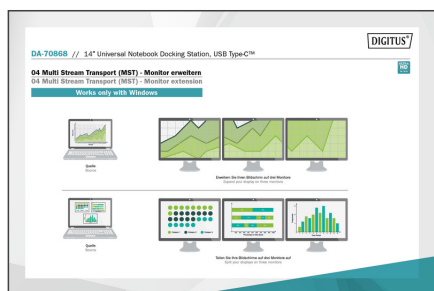 DIGITUS®
DA-70868 // 14" Universal Notebook Docking Station, USB Type-C™
04 Multi Stream Transport (MST) - Monitor erweitern
04 Multi Stream Transport (MST) - Monitor extension
Works only with Windows
Quelle
Source
Erweitern Sie Ihren Bildschirm auf drei Monitore
Expand your display on three monitors
Quelle
Source
Teilen Sie Ihre Bildschirme auf drei Monitore auf
Split your displays on three monitors